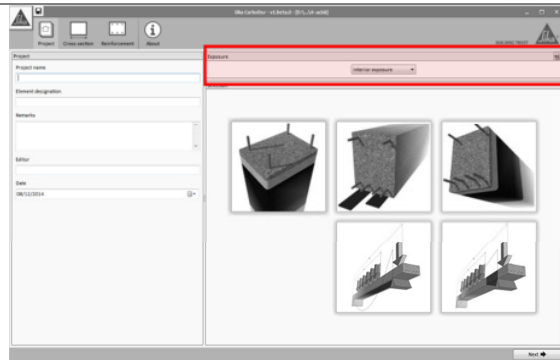 Project
Cross section
Reinforcement
About
Project
Project name
Element designation
Remarks
Editor
Date
08/12/2014
Exposure
Interior exposure
Next